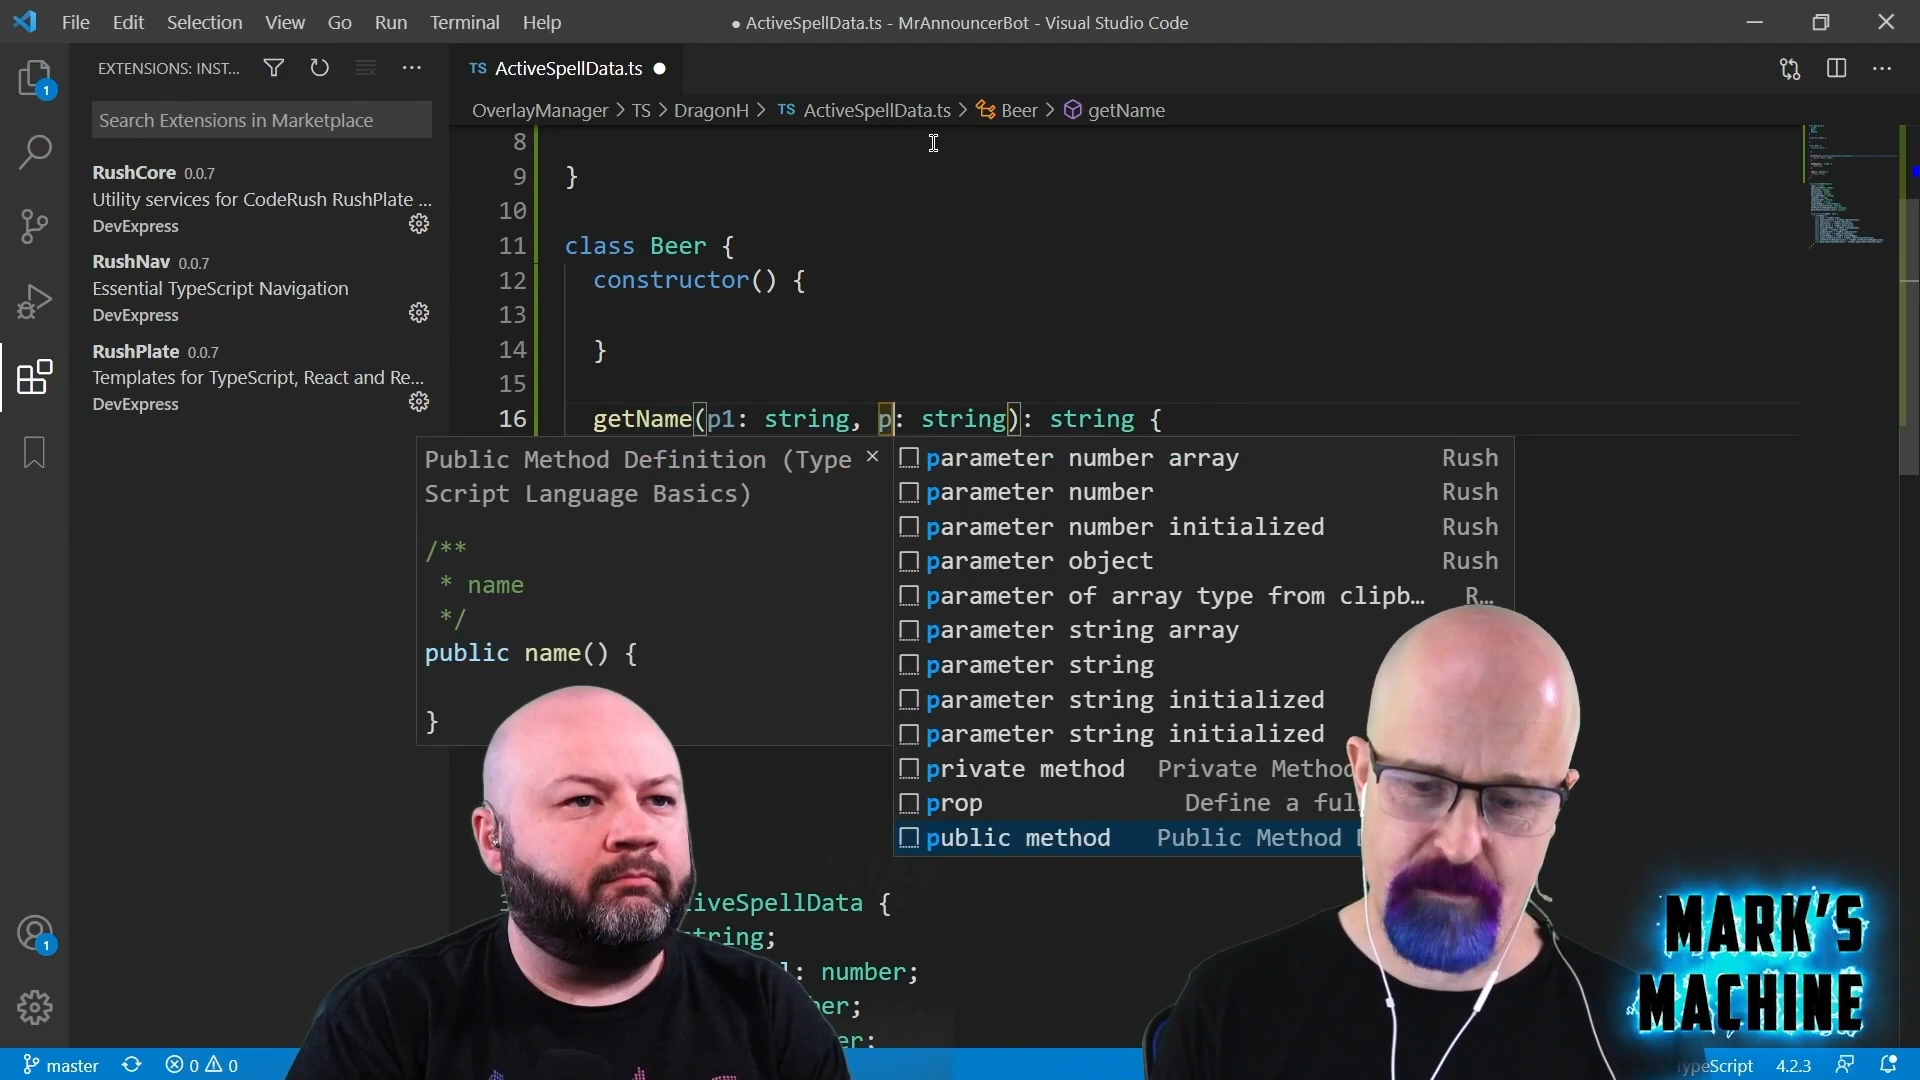 File Edit Selection View Go Run Terminal Help
● ActiveSpellData.ts - MrAnnouncerBot - Visual Studio Code
EXTENSIONS: INST...
Search Extensions in Marketplace
RushCore 0.0.7
Utility services for CodeRush RushPlate ...
DevExpress
RushNav 0.0.7
Essential TypeScript Navigation
DevExpress
RushPlate 0.0.7
Templates for TypeScript, React and Re...
DevExpress
1
1
TS ActiveSpellData.ts ●
OverlayManager > TS > DragonH > TS ActiveSpellData.ts > Beer > getName
8
9 }
10
11 class Beer {
12 constructor() {
13
14 }
15
16 getName(p1: string, p: string): string {
Public Method Definition (Type
Script Language Basics)
/**
* name
*/
public name() {
}
parameter number array Rush
parameter number Rush
parameter number initialized Rush
parameter object Rush
parameter of array type from clipb... R...
parameter string array
parameter string
parameter string initialized
parameter string initialized
private method Private Method
prop Define a ful
public method Public Method
iveSpellData {
tring;
: number;
ber;
er;
MARK'S
MACHINE
master 0 0
TypeScript 4.2.3